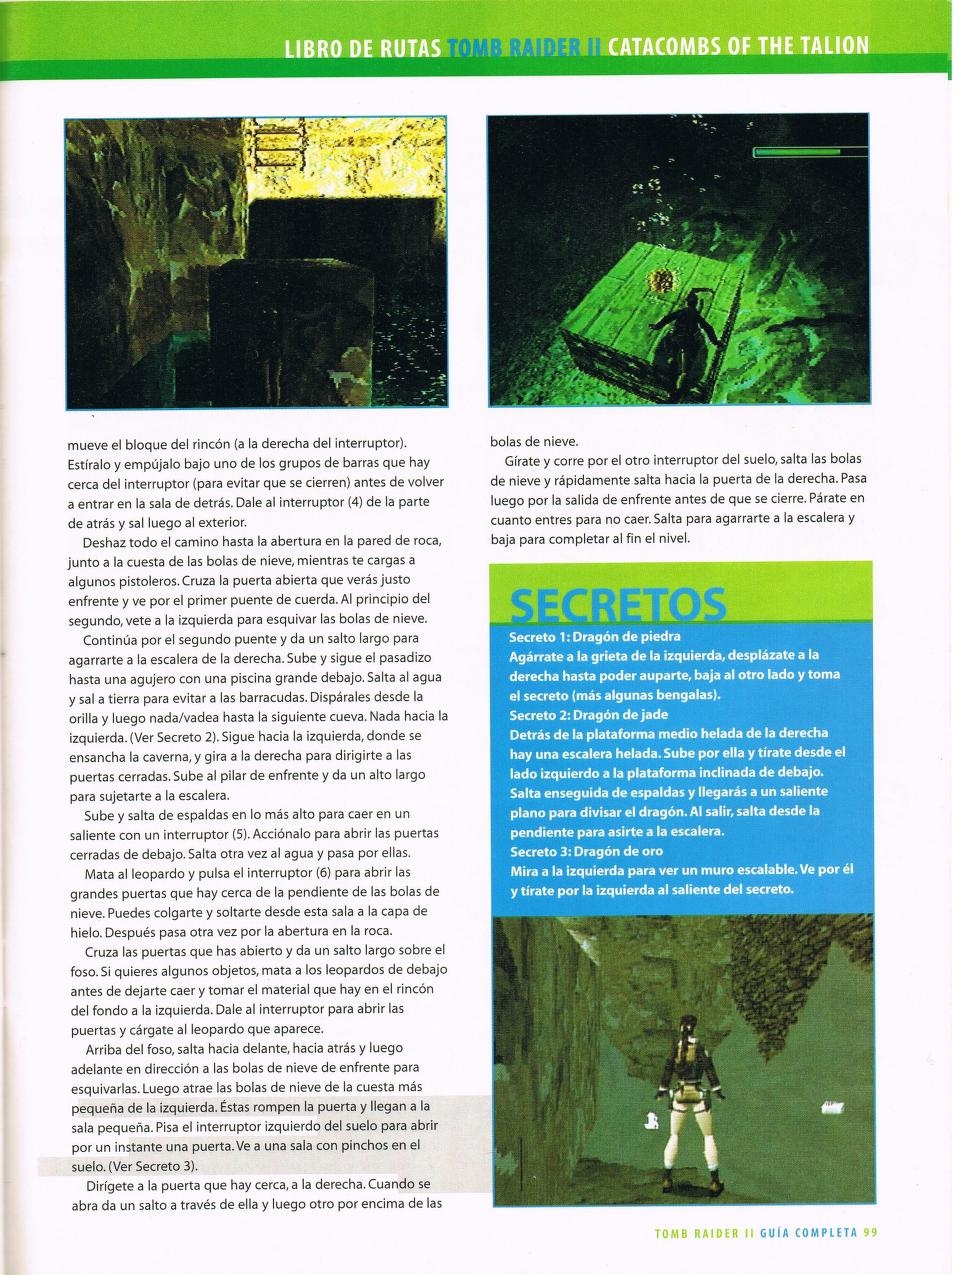 LIBRO DE RUTAS TOMB RAIDER II CATACOMBS OF THE TALION
mueve el bloque del rincón (a la derecha del interruptor).
Estíralo y empújalo bajo uno de los grupos de barras que hay
cerca del interruptor (para evitar que se cierren) antes de volver
a entrar en la sala de detrás. Dale al interruptor (4) de la parte
de atrás y sal luego al exterior.
Deshaz todo el camino hasta la abertura en la pared de roca,
junto a la cuesta de las bolas de nieve, mientras te cargas a
algunos pistoleros. Cruza la puerta abierta que verás justo
enfrente y ve por el primer puente de cuerda. Al principio del
segundo, vete a la izquierda para esquivar las bolas de nieve.
Continúa por el segundo puente y da un salto largo para
agarrarte a la escalera de la derecha. Sube y sigue el pasadizo
hasta una agujero con una piscina grande debajo. Salta al agua
y sal a tierra para evitar a las barracudas. Dispárales desde la
orilla y luego nada/vadea hasta la siguiente cueva. Nada hacia la
izquierda. (Ver Secreto 2). Sigue hacia la izquierda, donde se
ensancha la caverna, y gira a la derecha para dirigirte a las
puertas cerradas. Sube al pilar de enfrente y da un alto largo
para sujetarte a la escalera.
Sube y salta de espaldas en lo más alto para caer en un
saliente con un interruptor (5). Acciónalo para abrir las puertas
cerradas de debajo. Salta otra vez al agua y pasa por ellas.
Mata al leopardo y pulsa el interruptor (6) para abrir las
grandes puertas que hay cerca de la pendiente de las bolas de
nieve. Puedes colgarte y soltarte desde esta sala a la capa de
hielo. Después pasa otra vez por la abertura en la roca.
Cruza las puertas que has abierto y da un salto largo sobre el
foso. Si quieres algunos objetos, mata a los leopardos de debajo
antes de dejarte caer y tomar el material que hay en el rincón
del fondo a la izquierda. Dale al interruptor para abrir las
puertas y cárgate al leopardo que aparece.
Arriba del foso, salta hacia delante, hacia atrás y luego
adelante en dirección a las bolas de nieve de enfrente para
esquivarlas. Luego atrae las bolas de nieve de la cuesta más
pequeña de la izquierda. Éstas rompen la puerta y llegan a la
sala pequeña. Pisa el interruptor izquierdo del suelo para abrir
por un instante una puerta. Ve a una sala con pinchos en el
suelo. (Ver Secreto 3).
Dirígete a la puerta que hay cerca, a la derecha. Cuando se
abra da un salto a través de ella y luego otro por encima de las
bolas de nieve.
Gírate y corre por el otro interruptor del suelo, salta las bolas
de nieve y rápidamente salta hacia la puerta de la derecha. Pasa
luego por la salida de enfrente antes de que se cierre. Párate en
cuanto entres para no caer. Salta para agarrarte a la escalera y
baja para completar al fin el nivel.
SECRETOS
Secreto 1: Dragón de piedra
Agárrate a la grieta de la izquierda, desplázate a la
derecha hasta poder auparte, baja al otro lado y toma
el secreto (más algunas bengalas).
Secreto 2: Dragón de jade
Detrás de la plataforma medio helada de la derecha
hay una escalera helada. Sube por ella y tírate desde el
lado izquierdo a la plataforma inclinada de debajo.
Salta enseguida de espaldas y llegarás a un saliente
plano para divisar el dragón. Al salir, salta desde la
pendiente para asirte a la escalera.
Secreto 3: Dragón de oro
Mira a la izquierda para ver un muro escalable. Ve por él
y tírate por la izquierda al saliente del secreto.
TOMB RAIDER II GUÍA COMPLETA 99